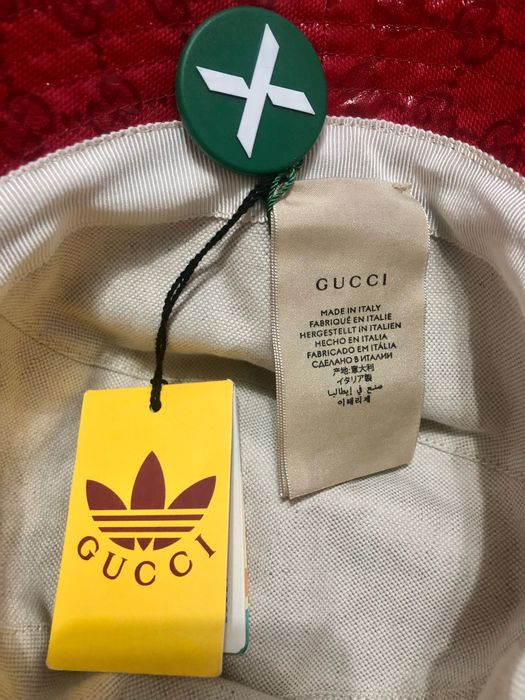 GUCCI
MADE IN ITALY
FABRIQUÉ EN ITALIE
HERGESTELLT IN ITALIEN
HECHO EN ITALIA
FABRICADO EM ITÁLIA
СДЕЛАНО В ИТАЛИИ
产地:意大利
イタリア製
صنع في إيطاليا
이태리제
GUCCI